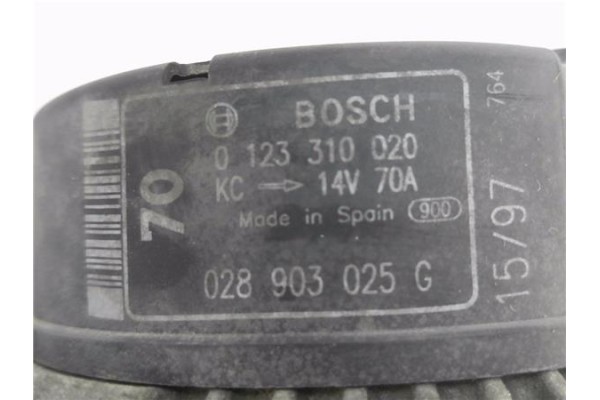 BOSCH
0 123 310 020
KC → 14V 70A
Made in Spain 900
028 903 025 G
70
15/97
764